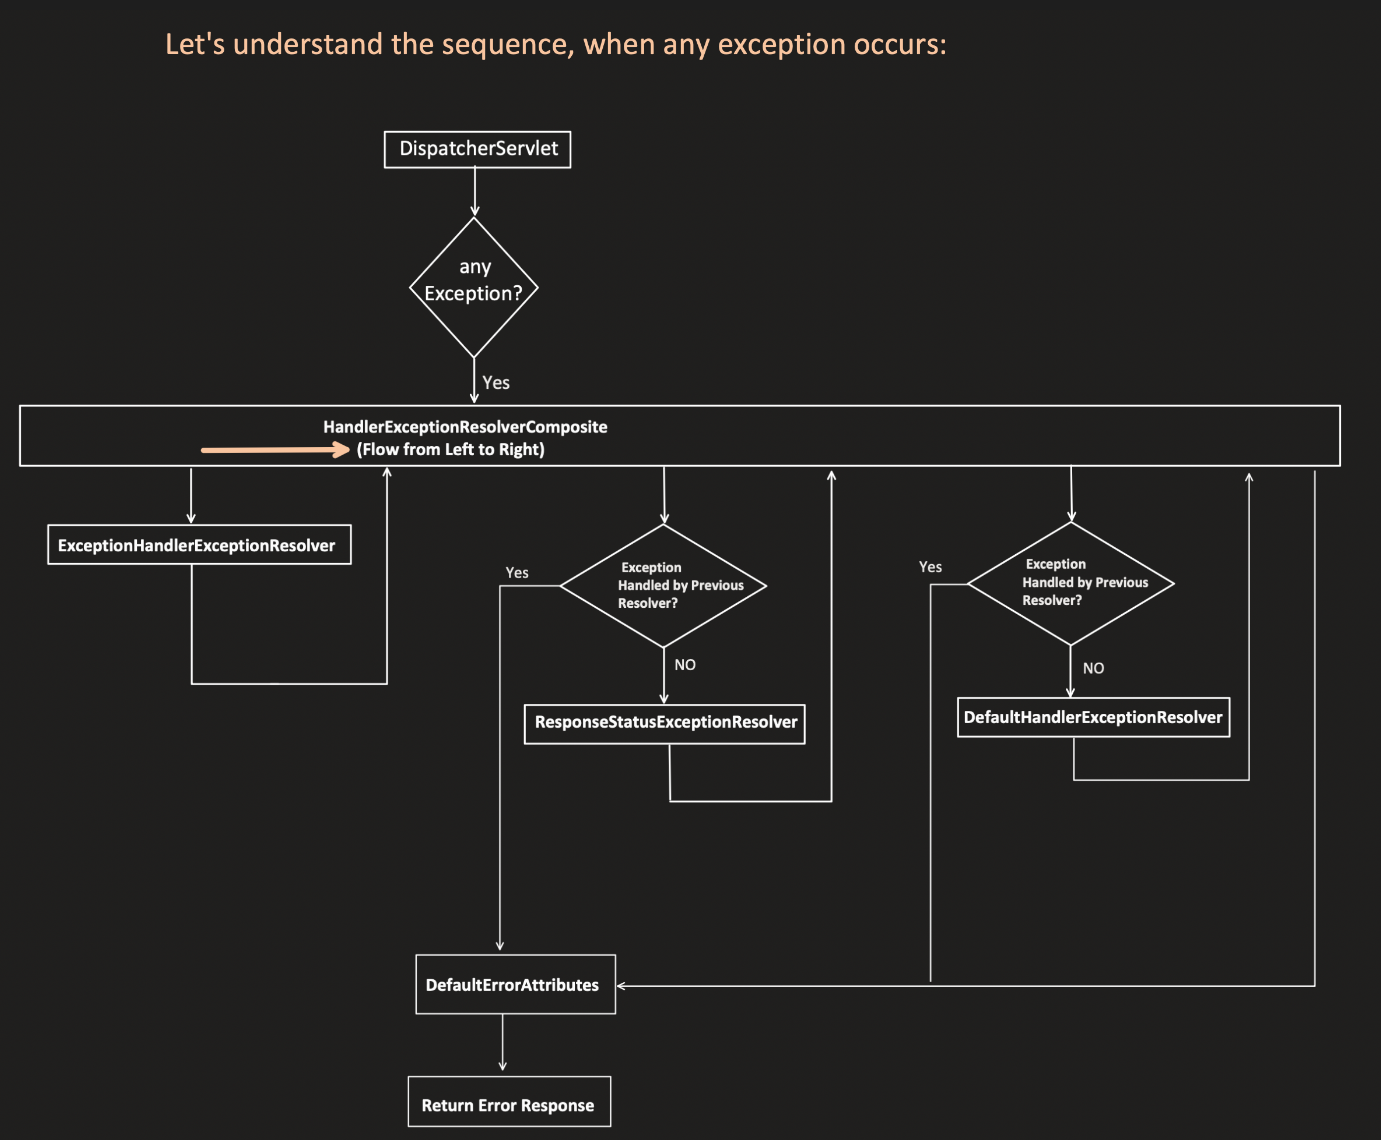 Let's understand the sequence, when any exception occurs:
DispatcherServlet
any
Exception?
Yes
HandlerExceptionResolverComposite
(Flow from Left to Right)
ExceptionHandlerExceptionResolver
Yes
Exception
Handled by Previous
Resolver?
NO
ResponseStatusExceptionResolver
Yes
Exception
Handled by Previous
Resolver?
NO
DefaultHandlerExceptionResolver
DefaultErrorAttributes
Return Error Response